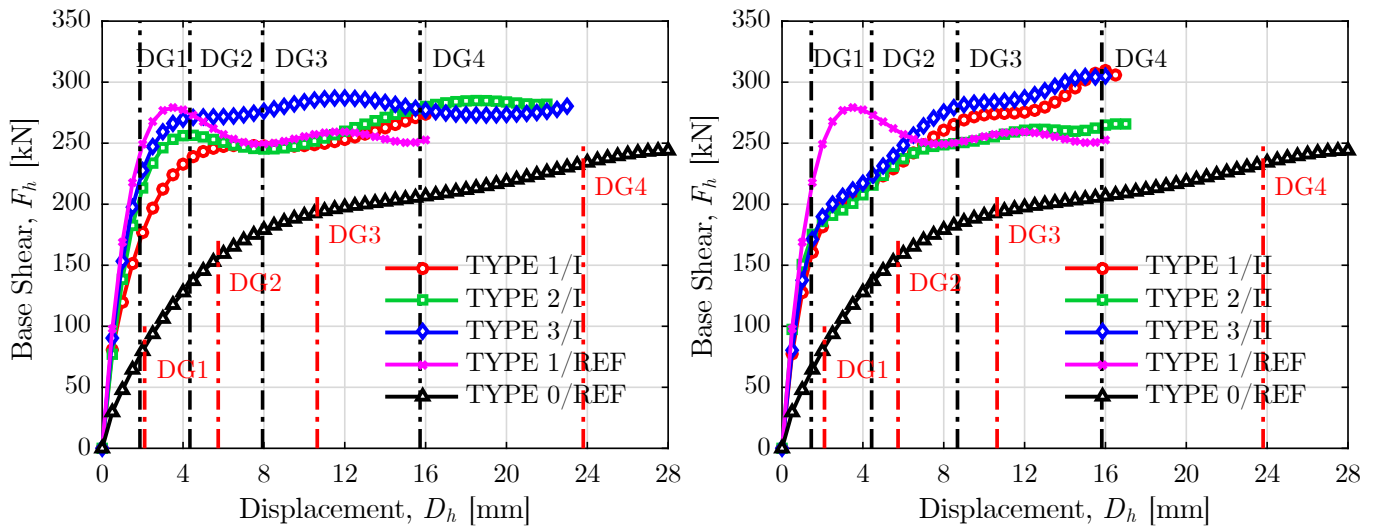 350
300
250
200
150
100
50
0
Base Shear, F_h [kN]
DG1 DG2 DG3 DG4
DG4
DG3
DG2
DG1
TYPE 1/I
TYPE 2/I
TYPE 3/I
TYPE 1/REF
TYPE 0/REF
0 4 8 12 16 20 24 28
Displacement, D_h [mm]
350
300
250
200
150
100
50
0
Base Shear, F_h [kN]
DG1 DG2 DG3 DG4
DG4
DG3
DG2
DG1
TYPE 1/II
TYPE 2/II
TYPE 3/II
TYPE 1/REF
TYPE 0/REF
0 4 8 12 16 20 24 28
Displacement, D_h [mm]